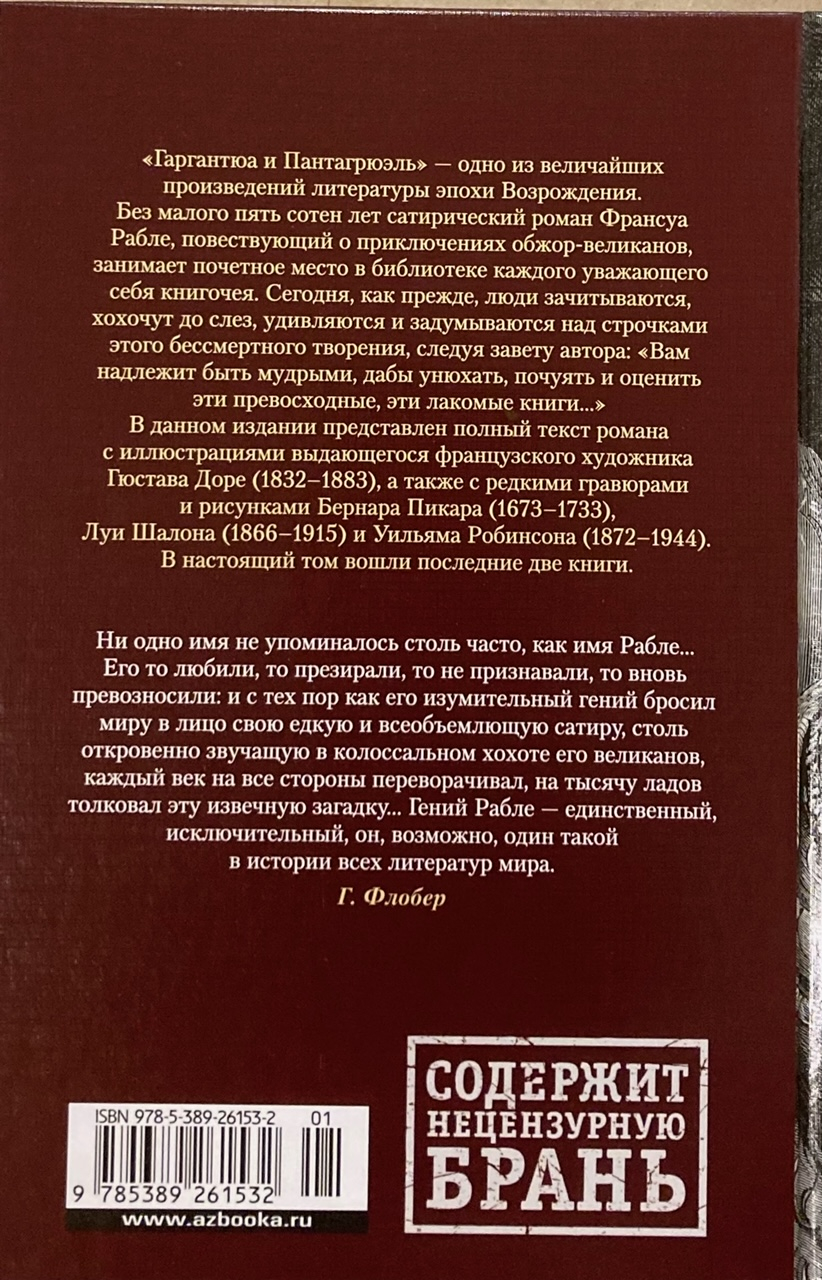 «Гаргантюа и Пантагрюэль» — одно из величайших
произведений литературы эпохи Возрождения.
Без малого пять сотен лет сатирический роман Франсуа
Рабле, повествующий о приключениях обжор-великанов,
занимает почетное место в библиотеке каждого уважающего
себя книгочея. Сегодня, как прежде, люди зачитываются,
хохочут до слез, удивляются и задумываются над строчками
этого бессмертного творения, следуя завету автора: «Вам
надлежит быть мудрыми, дабы унюхать, почуять и оценить
эти превосходные, эти лакомые книги...»
В данном издании представлен полный текст романа
с иллюстрациями выдающегося французского художника
Гюстава Доре (1832–1883), а также с редкими гравюрами
и рисунками Бернара Пикара (1673–1733),
Луи Шалона (1866–1915) и Уильяма Робинсона (1872–1944).
В настоящий том вошли последние две книги.
Ни одно имя не упоминалось столь часто, как имя Рабле...
Его то любили, то презирали, то не признавали, то вновь
превозносили: и с тех пор как его изумительный гений бросил
миру в лицо свою едкую и всеобъемлющую сатиру, столь
откровенно звучащую в колоссальном хохоте его великанов,
каждый век на все стороны переворачивал, на тысячу ладов
толковал эту извечную загадку... Гений Рабле — единственный,
исключительный, он, возможно, один такой
в истории всех литератур мира.
Г. Флобер
ISBN 978-5-389-26153-2 01
9 785389 261532
www.azbooka.ru
СОДЕРЖИТ
НЕЦЕНЗУРНУЮ
БРАНЬ